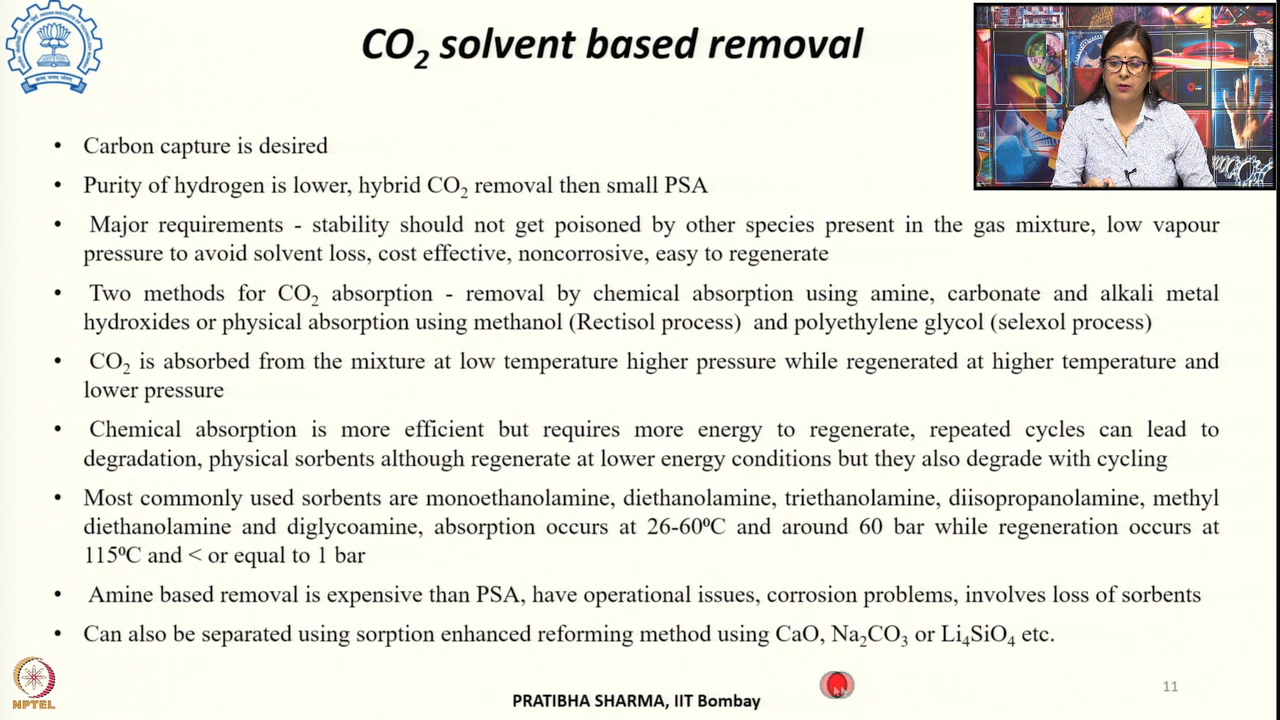 CO₂ solvent based removal
• Carbon capture is desired
• Purity of hydrogen is lower, hybrid CO₂ removal then small PSA
• Major requirements - stability should not get poisoned by other species present in the gas mixture, low vapour
pressure to avoid solvent loss, cost effective, noncorrosive, easy to regenerate
• Two methods for CO₂ absorption - removal by chemical absorption using amine, carbonate and alkali metal
hydroxides or physical absorption using methanol (Rectisol process) and polyethylene glycol (selexol process)
• CO₂ is absorbed from the mixture at low temperature higher pressure while regenerated at higher temperature and
lower pressure
• Chemical absorption is more efficient but requires more energy to regenerate, repeated cycles can lead to
degradation, physical sorbents although regenerate at lower energy conditions but they also degrade with cycling
• Most commonly used sorbents are monoethanolamine, diethanolamine, triethanolamine, diisopropanolamine, methyl
diethanolamine and diglycoamine, absorption occurs at 26-60⁰C and around 60 bar while regeneration occurs at
115⁰C and < or equal to 1 bar
• Amine based removal is expensive than PSA, have operational issues, corrosion problems, involves loss of sorbents
• Can also be separated using sorption enhanced reforming method using CaO, Na₂CO₃ or Li₄SiO₄ etc.
NPTEL
PRATIBHA SHARMA, IIT Bombay
11